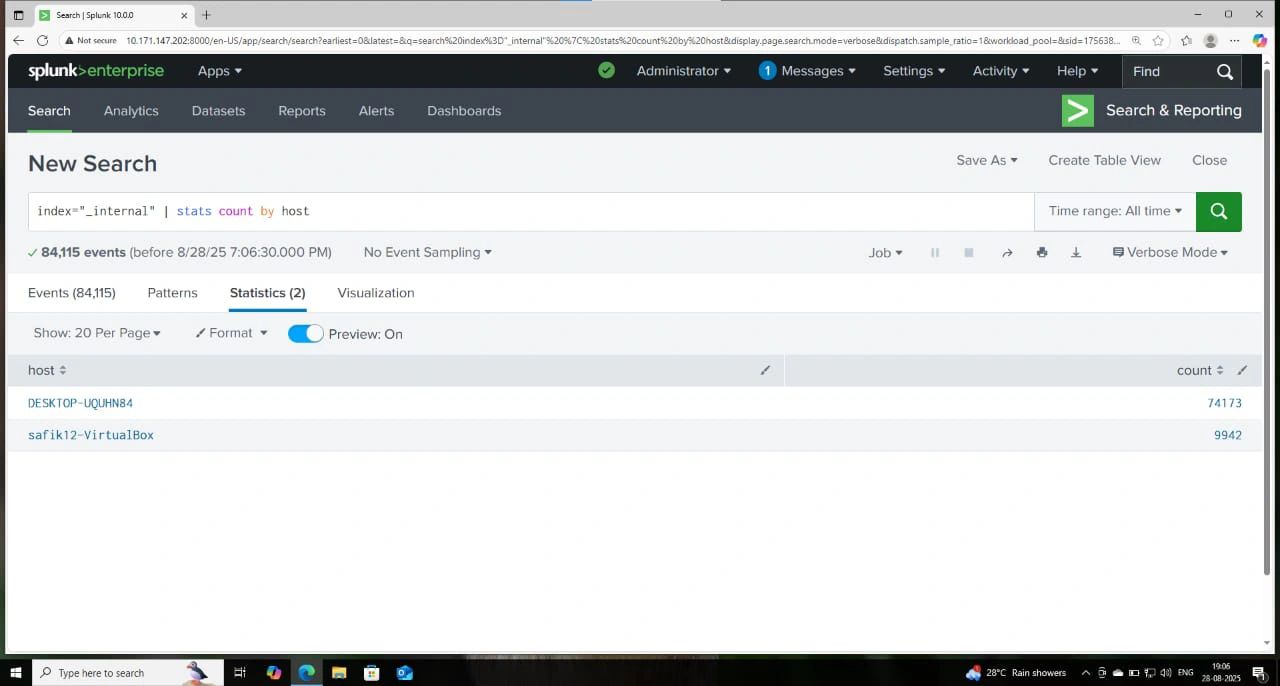 Search | Splunk 10.0.0
Not secure 10.171.147.202:8000/en-US/app/search/search?earliest=0&latest=&q=search%20index%3D"_internal"%20%7C%20stats%20count%20by%20host&display.page.search.mode=verbose&dispatch.sample_ratio=1&workload_pool=&sid=175638...
splunk>enterprise Apps Administrator 1 Messages Settings Activity Help Find
Search Analytics Datasets Reports Alerts Dashboards > Search & Reporting
New Search Save As Create Table View Close
index="_internal" | stats count by host Time range: All time
84,115 events (before 8/28/25 7:06:30.000 PM) No Event Sampling Job Verbose Mode
Events (84,115) Patterns Statistics (2) Visualization
Show: 20 Per Page Format Preview: On
host count
DESKTOP-UQUHN84 74173
safik12-VirtualBox 9942
Type here to search 28°C Rain showers ENG 19:06
28-08-2025 1